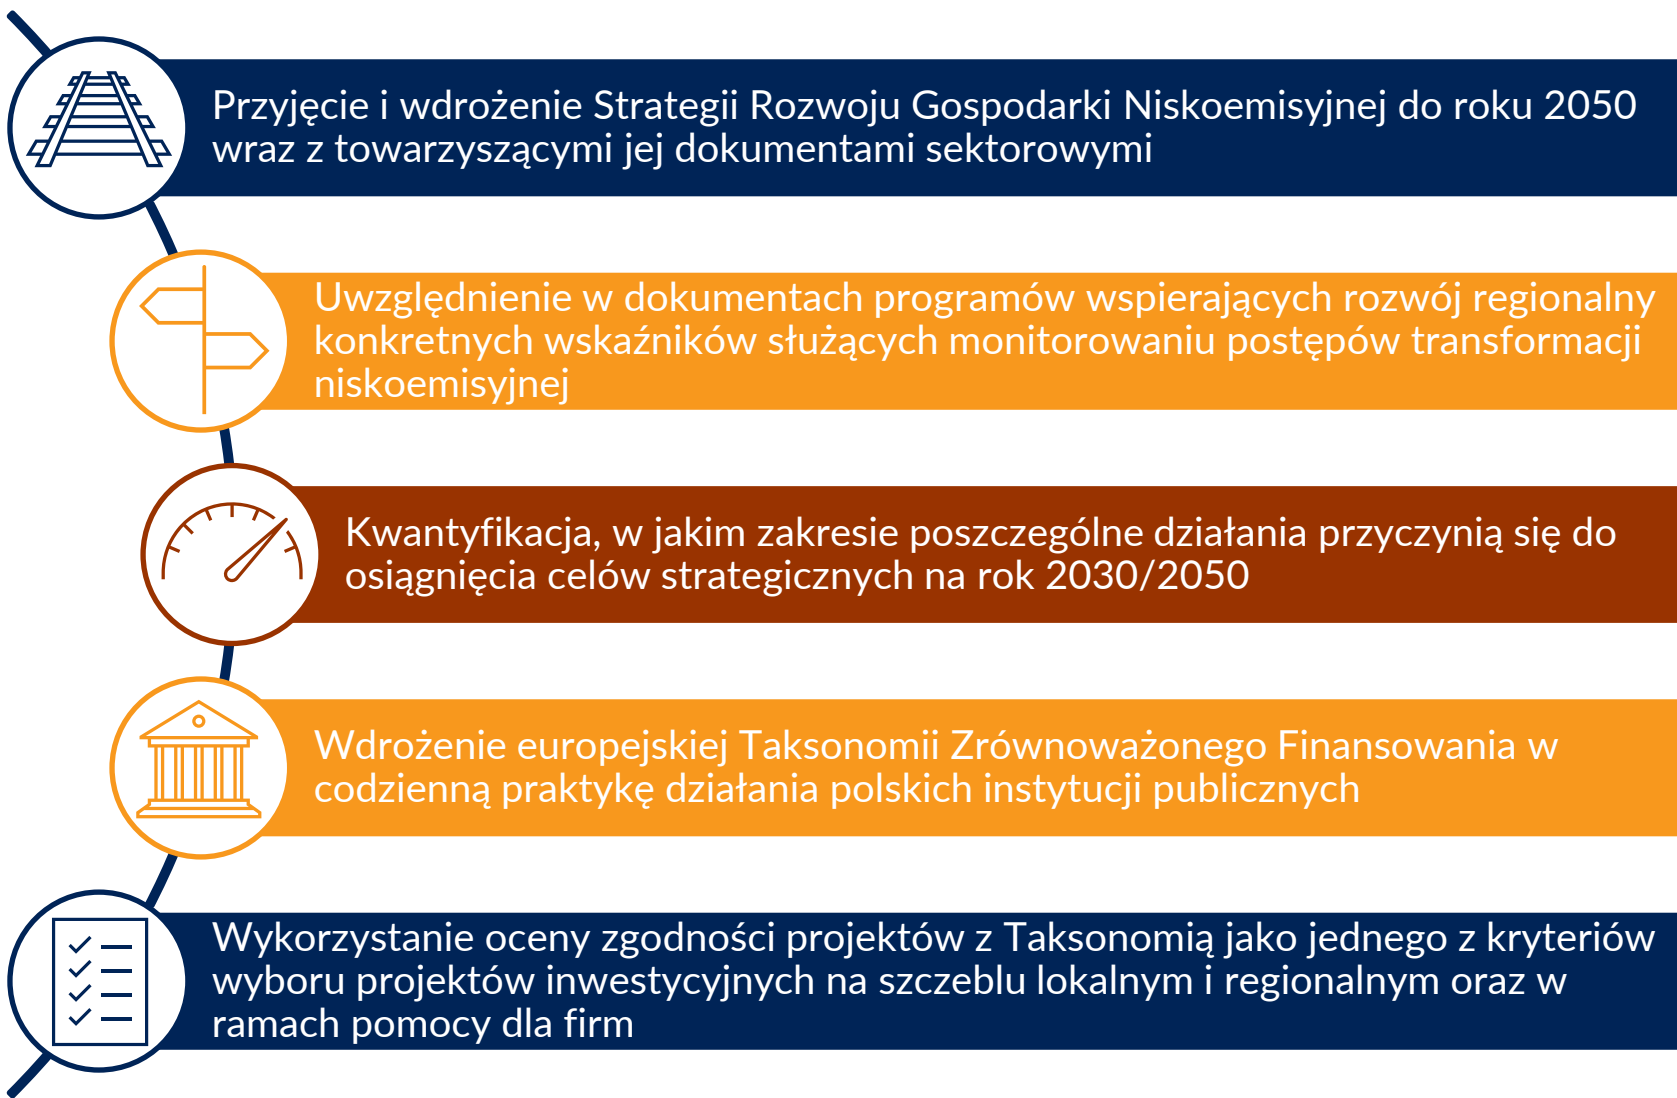 Przyjęcie i wdrożenie Strategii Rozwoju Gospodarki Niskoemisyjnej do roku 2050
wraz z towarzyszącymi jej dokumentami sektorowymi
Uwzględnienie w dokumentach programów wspierających rozwój regionalny
konkretnych wskaźników służących monitorowaniu postępów transformacji
niskoemisyjnej
Kwantyfikacja, w jakim zakresie poszczególne działania przyczynią się do
osiągnięcia celów strategicznych na rok 2030/2050
Wdrożenie europejskiej Taksonomii Zrównoważonego Finansowania w
codzienną praktykę działania polskich instytucji publicznych
Wykorzystanie oceny zgodności projektów z Taksonomią jako jednego z kryteriów
wyboru projektów inwestycyjnych na szczeblu lokalnym i regionalnym oraz w
ramach pomocy dla firm